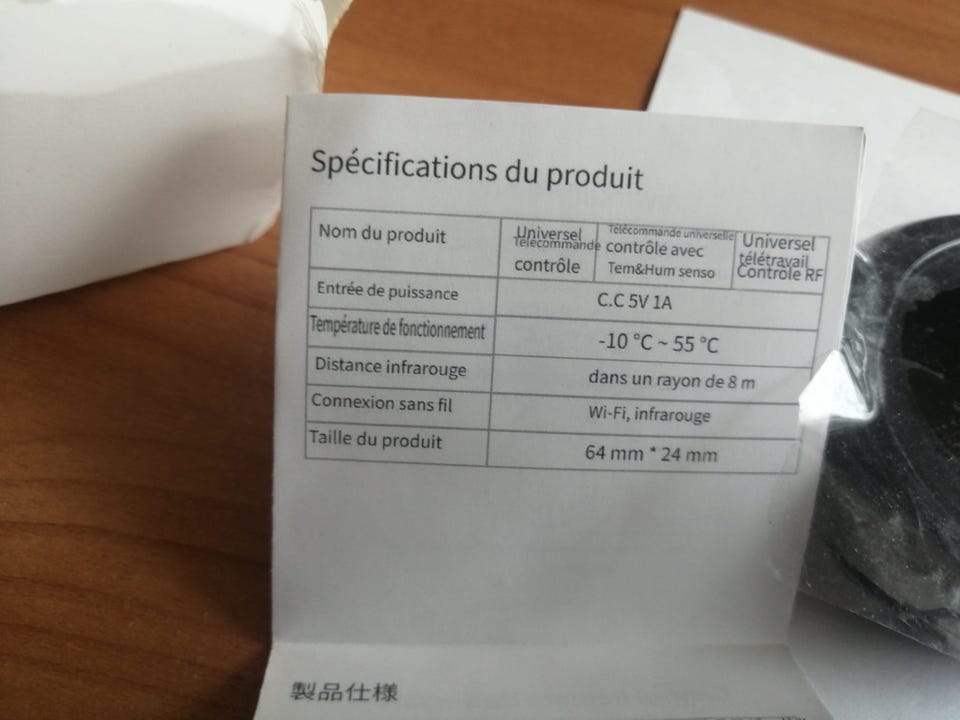 Spécifications du produit
Nom du produit
Universel
Télécommande
contrôle
Télécommande universelle
contrôle avec
Tem&Hum senso
Universel
télétravail
Contrôle RF
Entrée de puissance
C.C 5V 1A
Température de fonctionnement
-10 °C ~ 55 °C
Distance infrarouge
dans un rayon de 8 m
Connexion sans fil
Wi-Fi, infrarouge
Taille du produit
64 mm * 24 mm
製品仕様